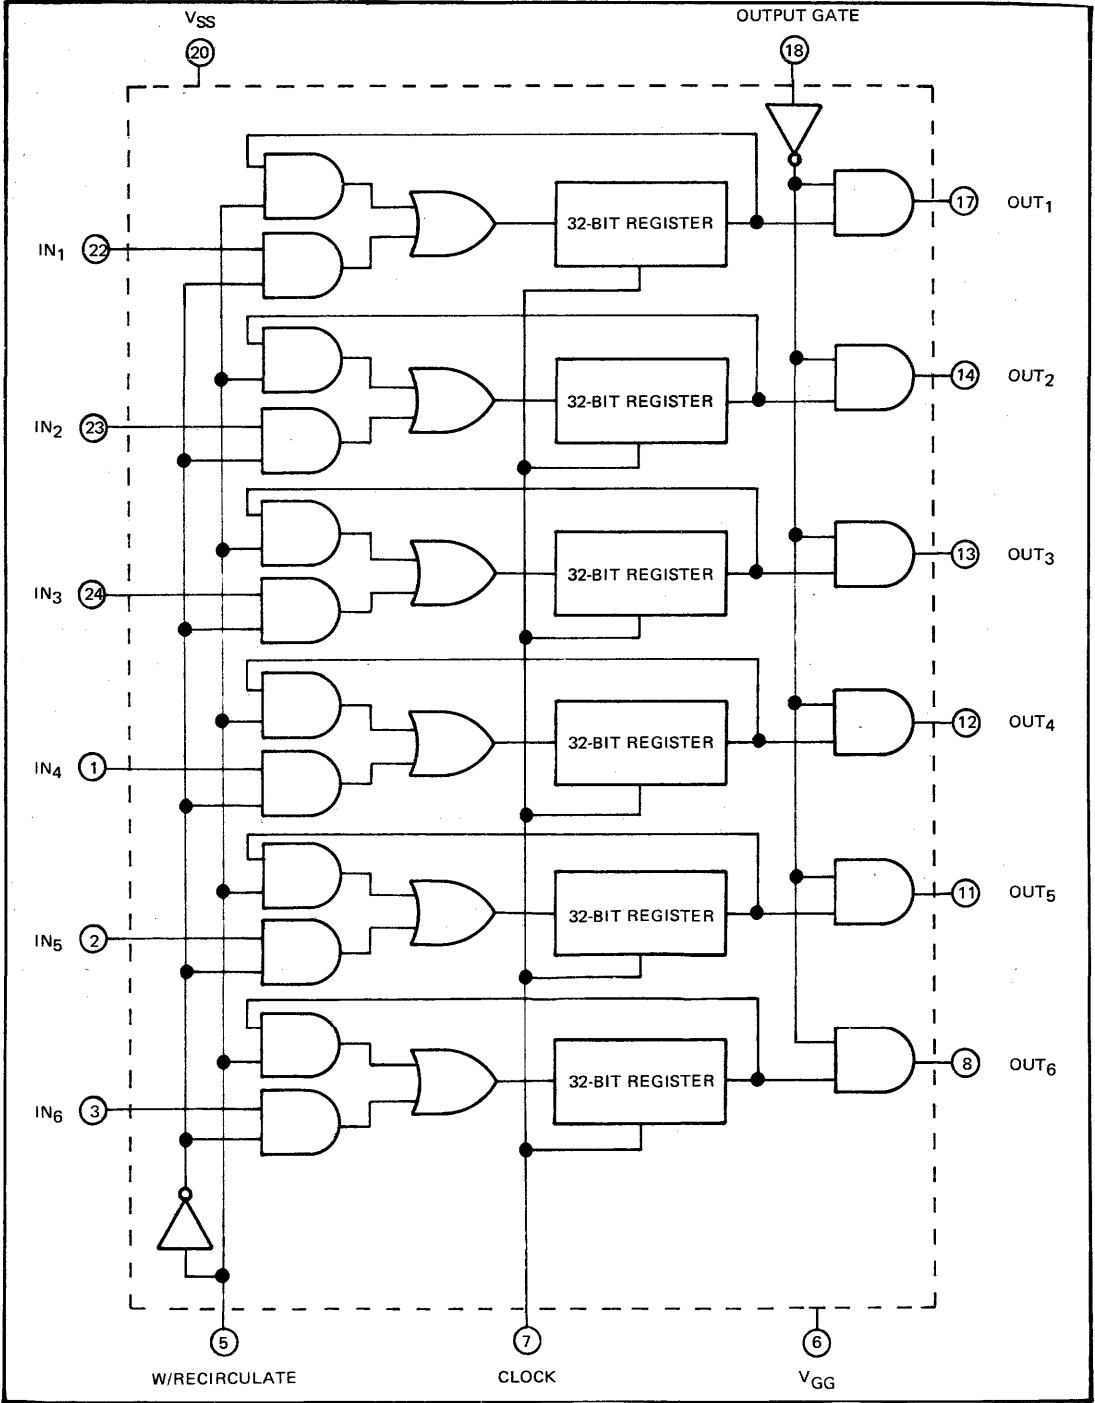 VSS
20
OUTPUT GATE
18
32-BIT REGISTER
17 OUT1
IN1 22
32-BIT REGISTER
14 OUT2
IN2 23
32-BIT REGISTER
13 OUT3
IN3 24
32-BIT REGISTER
12 OUT4
IN4 1
32-BIT REGISTER
11 OUT5
IN5 2
32-BIT REGISTER
8 OUT6
IN6 3
5
7
6
W/RECIRCULATE
CLOCK
VGG